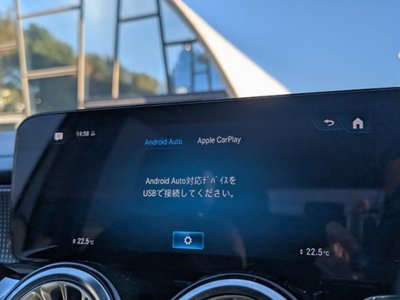 14:58
Android Auto
Apple CarPlay
Android Auto対応ﾃﾞﾊﾞｲｽを
USBで接続してください。
22.5℃
22.5℃